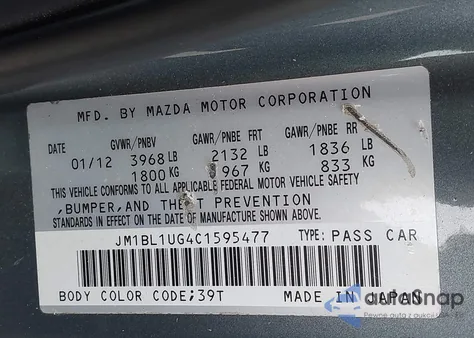 MFD. BY MAZDA MOTOR CORPORATION
GVWR/PNBV GAWR/PNBE FRT GAWR/PNBE RR
01/12 3968 LB 2132 LB 1836 LB
1800 KG 967 KG 833 KG
THIS VEHICLE CONFORMS TO ALL APPLICABLE FEDERAL MOTOR VEHICLE SAFETY
,BUMPER,AND THEFT PREVENTION
STANDARDS IN EFFECT ON THE DATE OF MANUFACTURE SHOWN ABOVE.
JM1BL1UG4C1595477 TYPE: PASS CAR
BODY COLOR CODE;39T MADE IN JAPAN
autoSnap
Pewne auta z aukcji